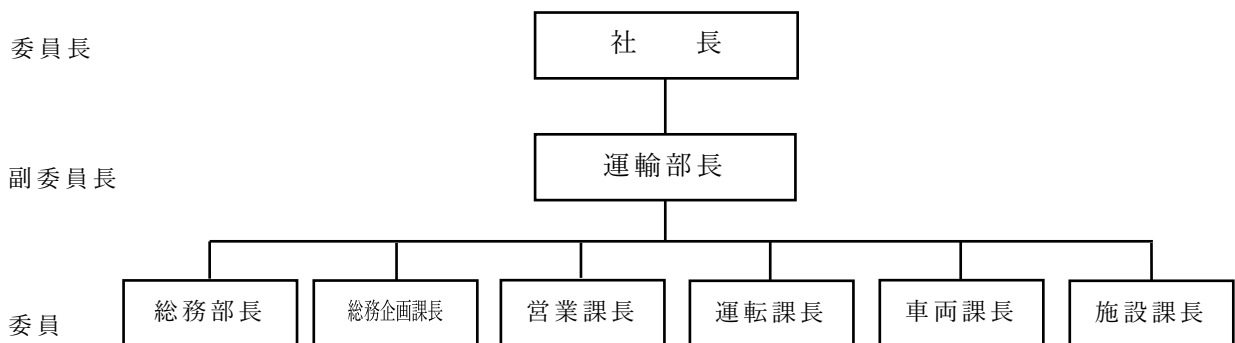 委員長
社　長
副委員長
運輸部長
委員
総務部長
総務企画課長
営業課長
運転課長
車両課長
施設課長